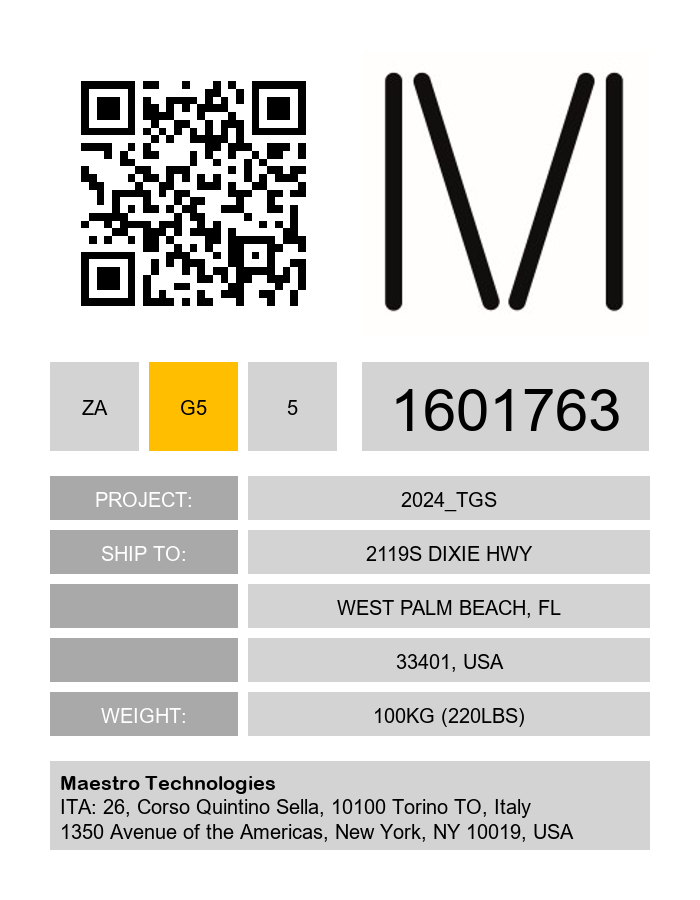 M
ZA G5 5 1601763
PROJECT: 2024_TGS
SHIP TO: 2119S DIXIE HWY
WEST PALM BEACH, FL
33401, USA
WEIGHT: 100KG (220LBS)
Maestro Technologies
ITA: 26, Corso Quintino Sella, 10100 Torino TO, Italy
1350 Avenue of the Americas, New York, NY 10019, USA